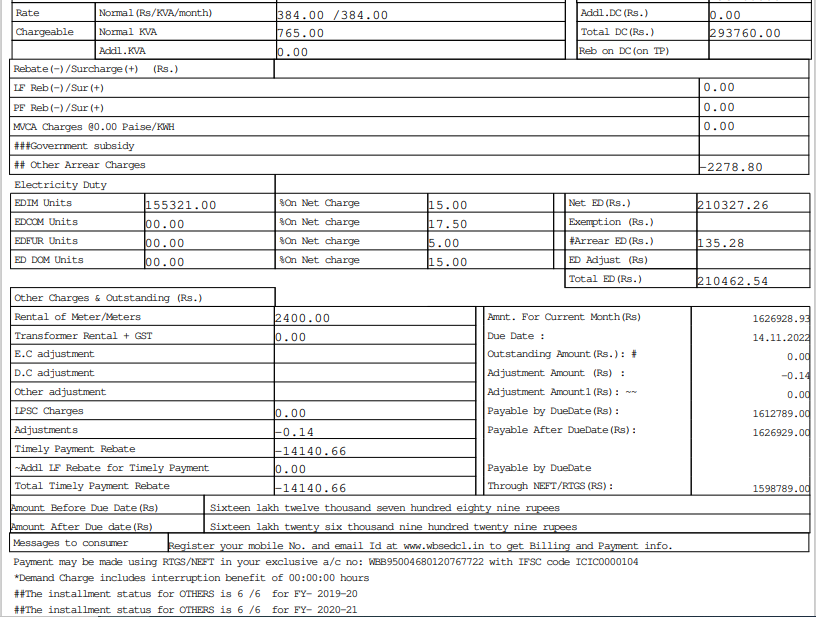 Rate Normal(Rs/KVA/month) 384.00 /384.00 Addl.DC(Rs.) 0.00
Chargeable Normal KVA 765.00 Total DC(Rs.) 293760.00
Addl.KVA 0.00 Reb on DC(on TP)
Rebate(-)/Surcharge(+) (Rs.)
LF Reb(-)/Sur(+) 0.00
PF Reb(-)/Sur(+) 0.00
MVCA Charges @0.00 Paise/KWH 0.00
###Government subsidy
## Other Arrear Charges -2278.80
Electricity Duty
EDIM Units 155321.00 %On Net Charge 15.00 Net ED(Rs.) 210327.26
EDCOM Units 00.00 %On Net charge 17.50 Exemption (Rs.)
EDFUR Units 00.00 %On Net charge 5.00 #Arrear ED(Rs.) 135.28
ED DOM Units 00.00 %On Net Charge 15.00 ED Adjust (Rs)
Total ED(Rs.) 210462.54
Other Charges & Outstanding (Rs.)
Rental of Meter/Meters 2400.00 Amnt. For Current Month(Rs) 1626928.93
Transformer Rental + GST 0.00 Due Date : 14.11.2022
E.C adjustment Outstanding Amount(Rs.): # 0.00
D.C adjustment Adjustment Amount (Rs) : -0.14
Other adjustment Adjustment Amount1(Rs): ~~ 0.00
LPSC Charges 0.00 Payable by DueDate(Rs): 1612789.00
Adjustments -0.14 Payable After DueDate(Rs): 1626929.00
Timely Payment Rebate -14140.66
~Addl LF Rebate for Timely Payment 0.00 Payable by DueDate
Total Timely Payment Rebate -14140.66 Through NEFT/RTGS(RS): 1598789.00
Amount Before Due Date(Rs) Sixteen lakh twelve thousand seven hundred eighty nine rupees
Amount After Due date(Rs) Sixteen lakh twenty six thousand nine hundred twenty nine rupees
Messages to consumer Register your mobile No. and email Id at www.wbsedcl.in to get Billing and Payment info.
Payment may be made using RTGS/NEFT in your exclusive a/c no: WBB95004680120767722 with IFSC code ICIC0000104
*Demand Charge includes interruption benefit of 00:00:00 hours
##The installment status for OTHERS is 6 /6 for FY- 2019-20
##The installment status for OTHERS is 6 /6 for FY- 2020-21